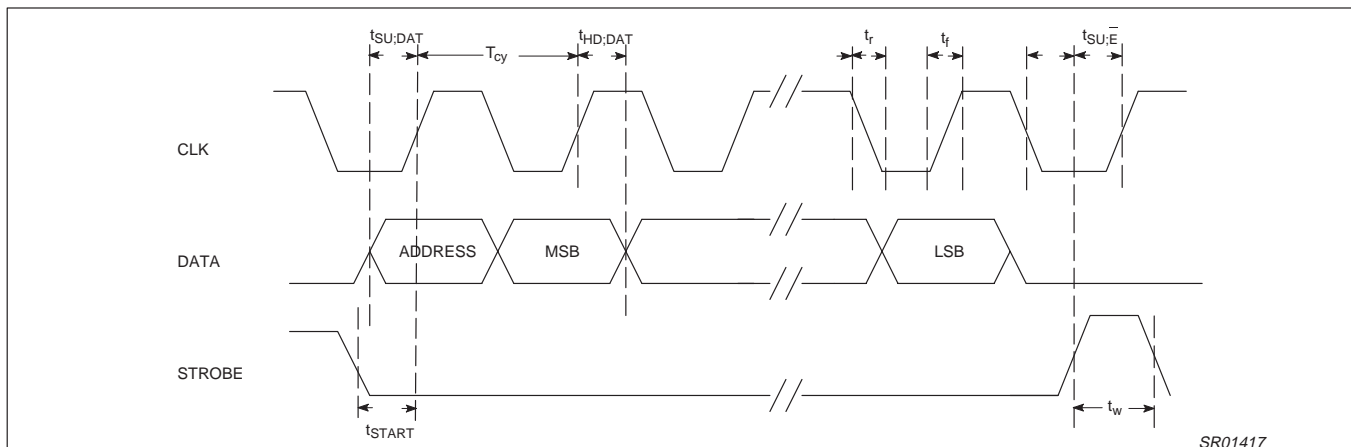 tSU;DAT
Tcy
tHD;DAT
tr
tf
tSU;E̅
CLK
DATA
ADDRESS
MSB
LSB
STROBE
tSTART
tw
SR01417